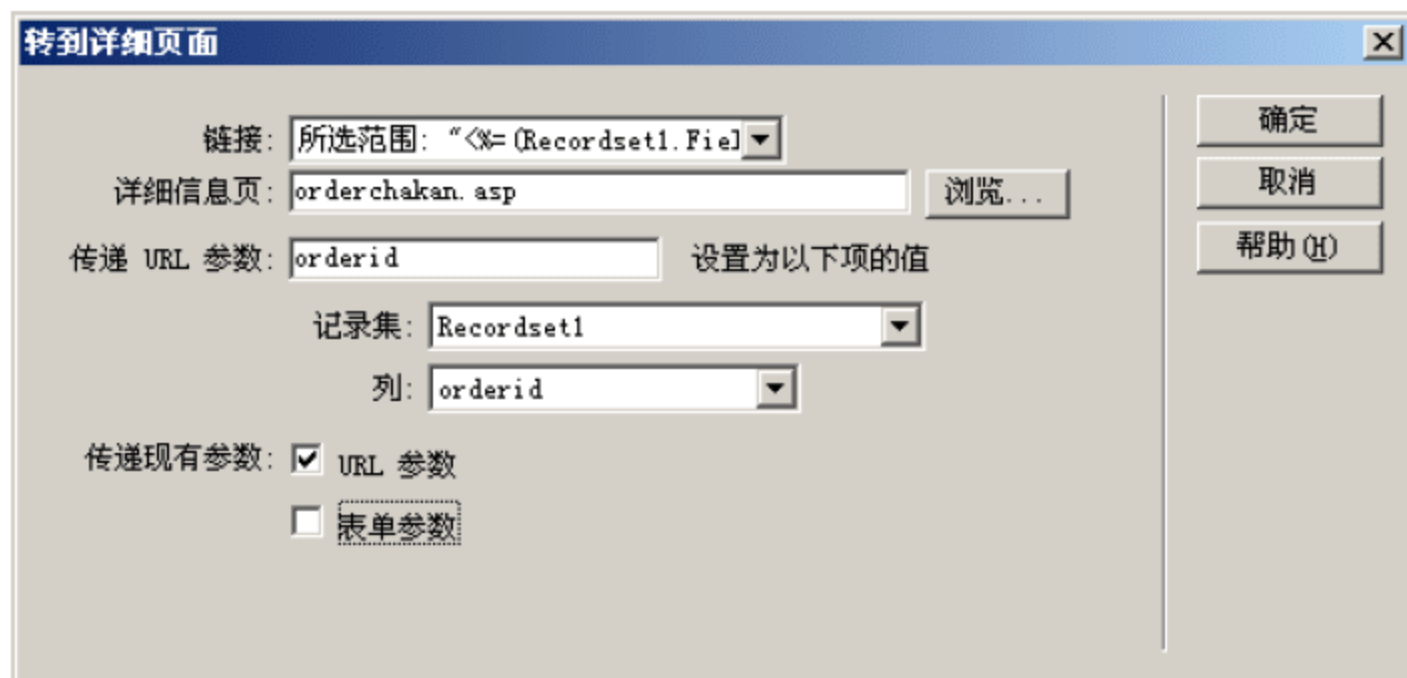 转到详细页面
链接: 所选范围: "<%=(Recordset1.Fiel
确定
详细信息页: orderchakan.asp 浏览...
取消
传递 URL 参数: orderid 设置为以下项的值
帮助(H)
记录集: Recordset1
列: orderid
传递现有参数: URL 参数
表单参数